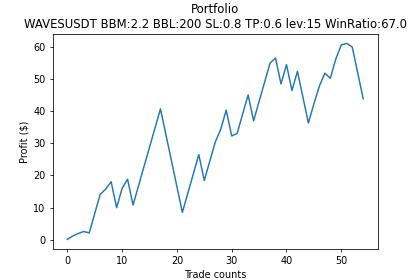 Portfolio
WAVESUSDT BBM:2.2 BBL:200 SL:0.8 TP:0.6 lev:15 WinRatio:67.0
60
50
40
30
20
10
0
Profit ($)
0 10 20 30 40 50
Trade counts